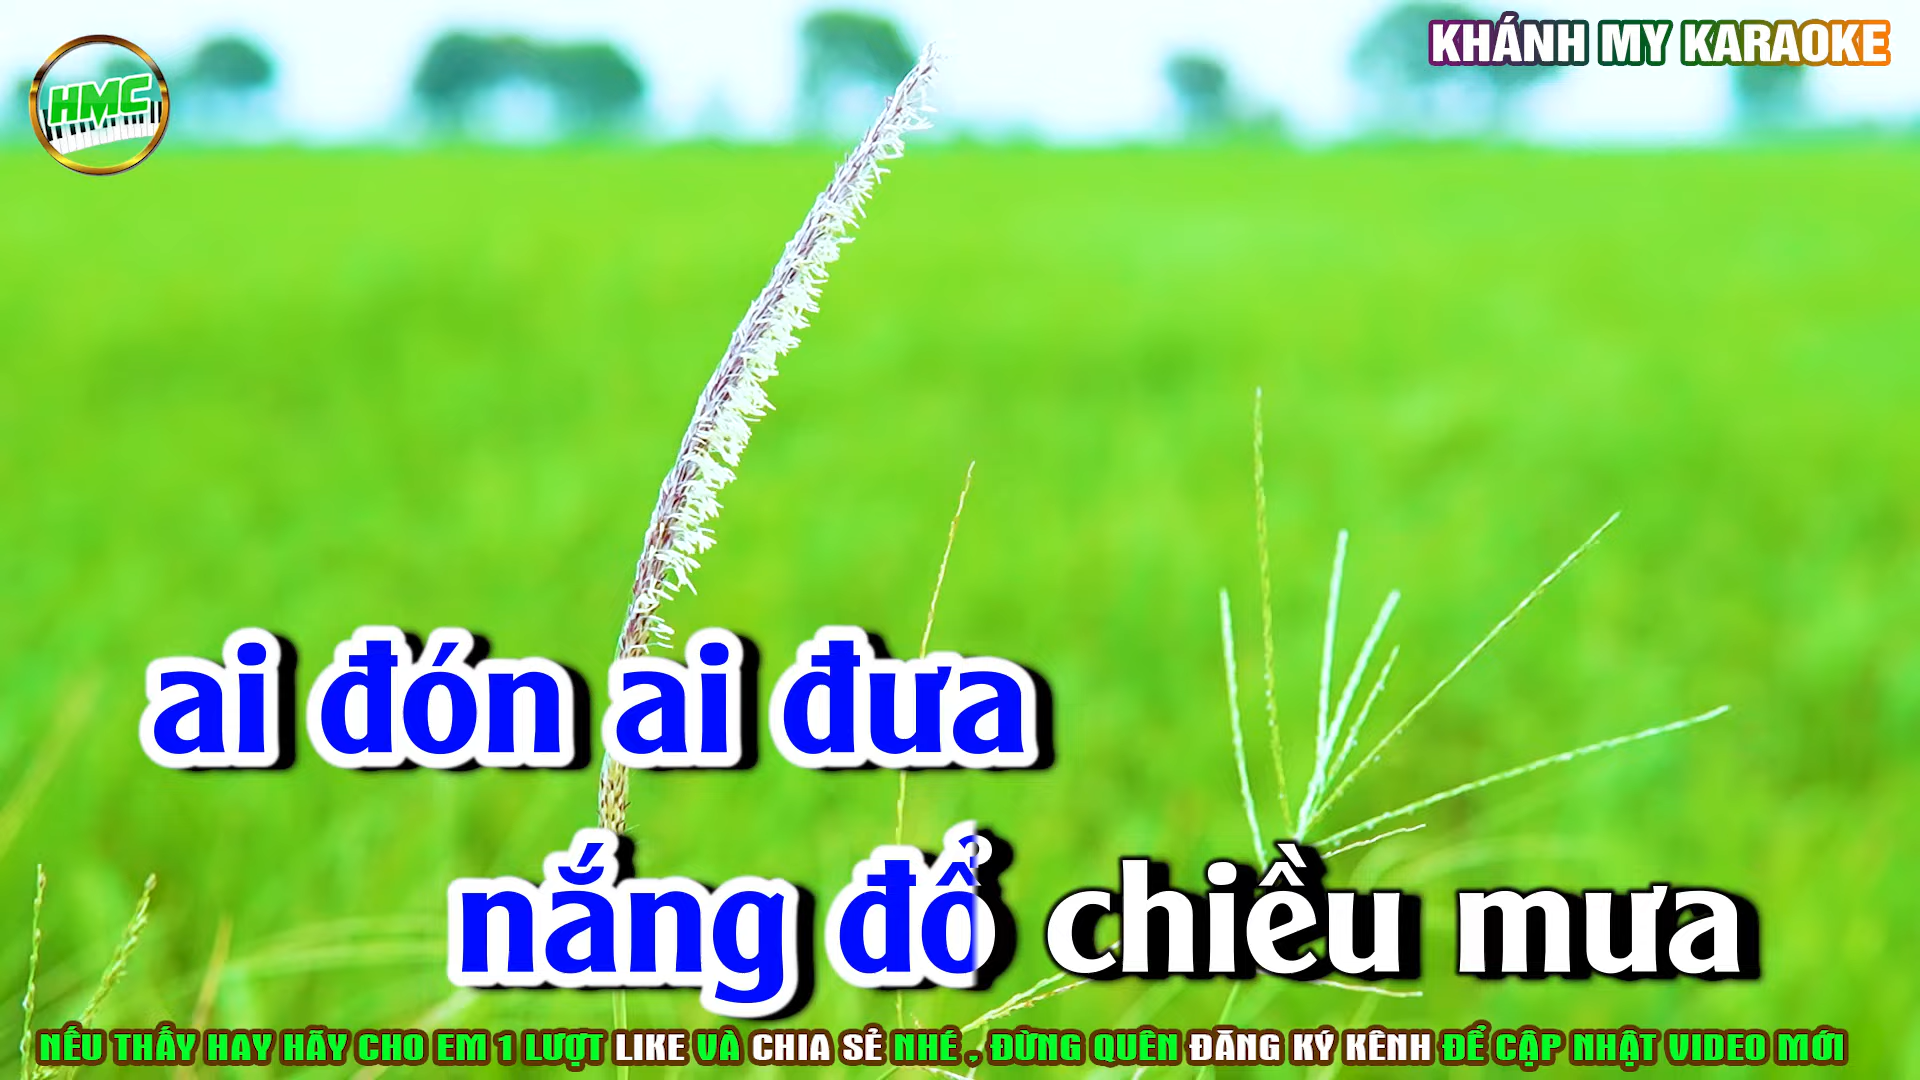 HMC
KHÁNH MY KARAOKE
ai đón ai đưa
nắng đổ chiều mưa
NẾU THẤY HAY HÃY CHO EM 1 LƯỢT LIKE VÀ CHIA SẺ NHÉ , ĐỪNG QUÊN ĐĂNG KÝ KÊNH ĐỂ CẬP NHẬT VIDEO MỚI